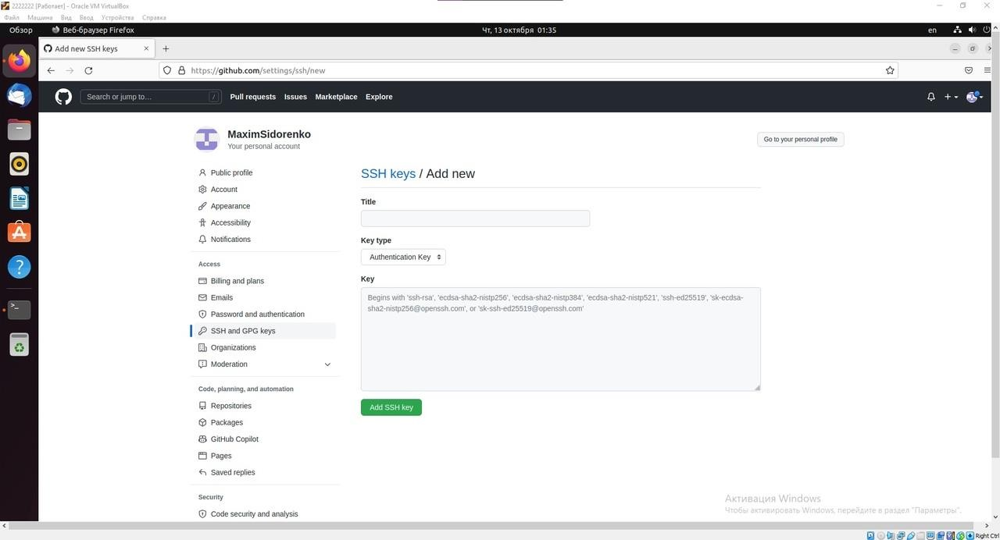 2222222 [Работает] - Oracle VM VirtualBox
Файл Машина Вид Ввод Устройства Справка
Обзор Веб-браузер Firefox Чт, 13 октября 01:35 en
Add new SSH keys
https://github.com/settings/ssh/new
Search or jump to… / Pull requests Issues Marketplace Explore
MaximSidorenko
Your personal account
Go to your personal profile
Public profile
Account
Appearance
Accessibility
Notifications
Access
Billing and plans
Emails
Password and authentication
SSH and GPG keys
Organizations
Moderation
Code, planning, and automation
Repositories
Packages
GitHub Copilot
Pages
Saved replies
Security
Code security and analysis
SSH keys / Add new
Title
Key type
Authentication Key
Key
Begins with 'ssh-rsa', 'ecdsa-sha2-nistp256', 'ecdsa-sha2-nistp384', 'ecdsa-sha2-nistp521', 'ssh-ed25519', 'sk-ecdsa-
sha2-nistp256@openssh.com', or 'sk-ssh-ed25519@openssh.com'
Add SSH key
Активация Windows
Чтобы активировать Windows, перейдите в раздел "Параметры".
Right Ctrl